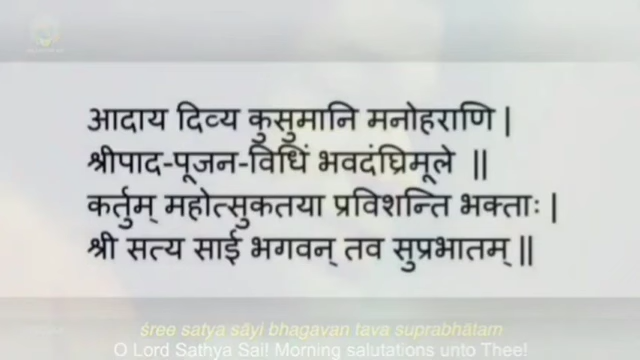 आदाय दिव्य कुसुमानि मनोहराणि |
श्रीपाद-पूजन-विधिं भवदंघ्रिमूले ||
कर्तुम् महोत्सुकतया प्रविशन्ति भक्ताः |
श्री सत्य साई भगवन् तव सुप्रभातम् ||
śree satya sāyi bhagavan tava suprabhātam
O Lord Sathya Sai! Morning salutations unto Thee!